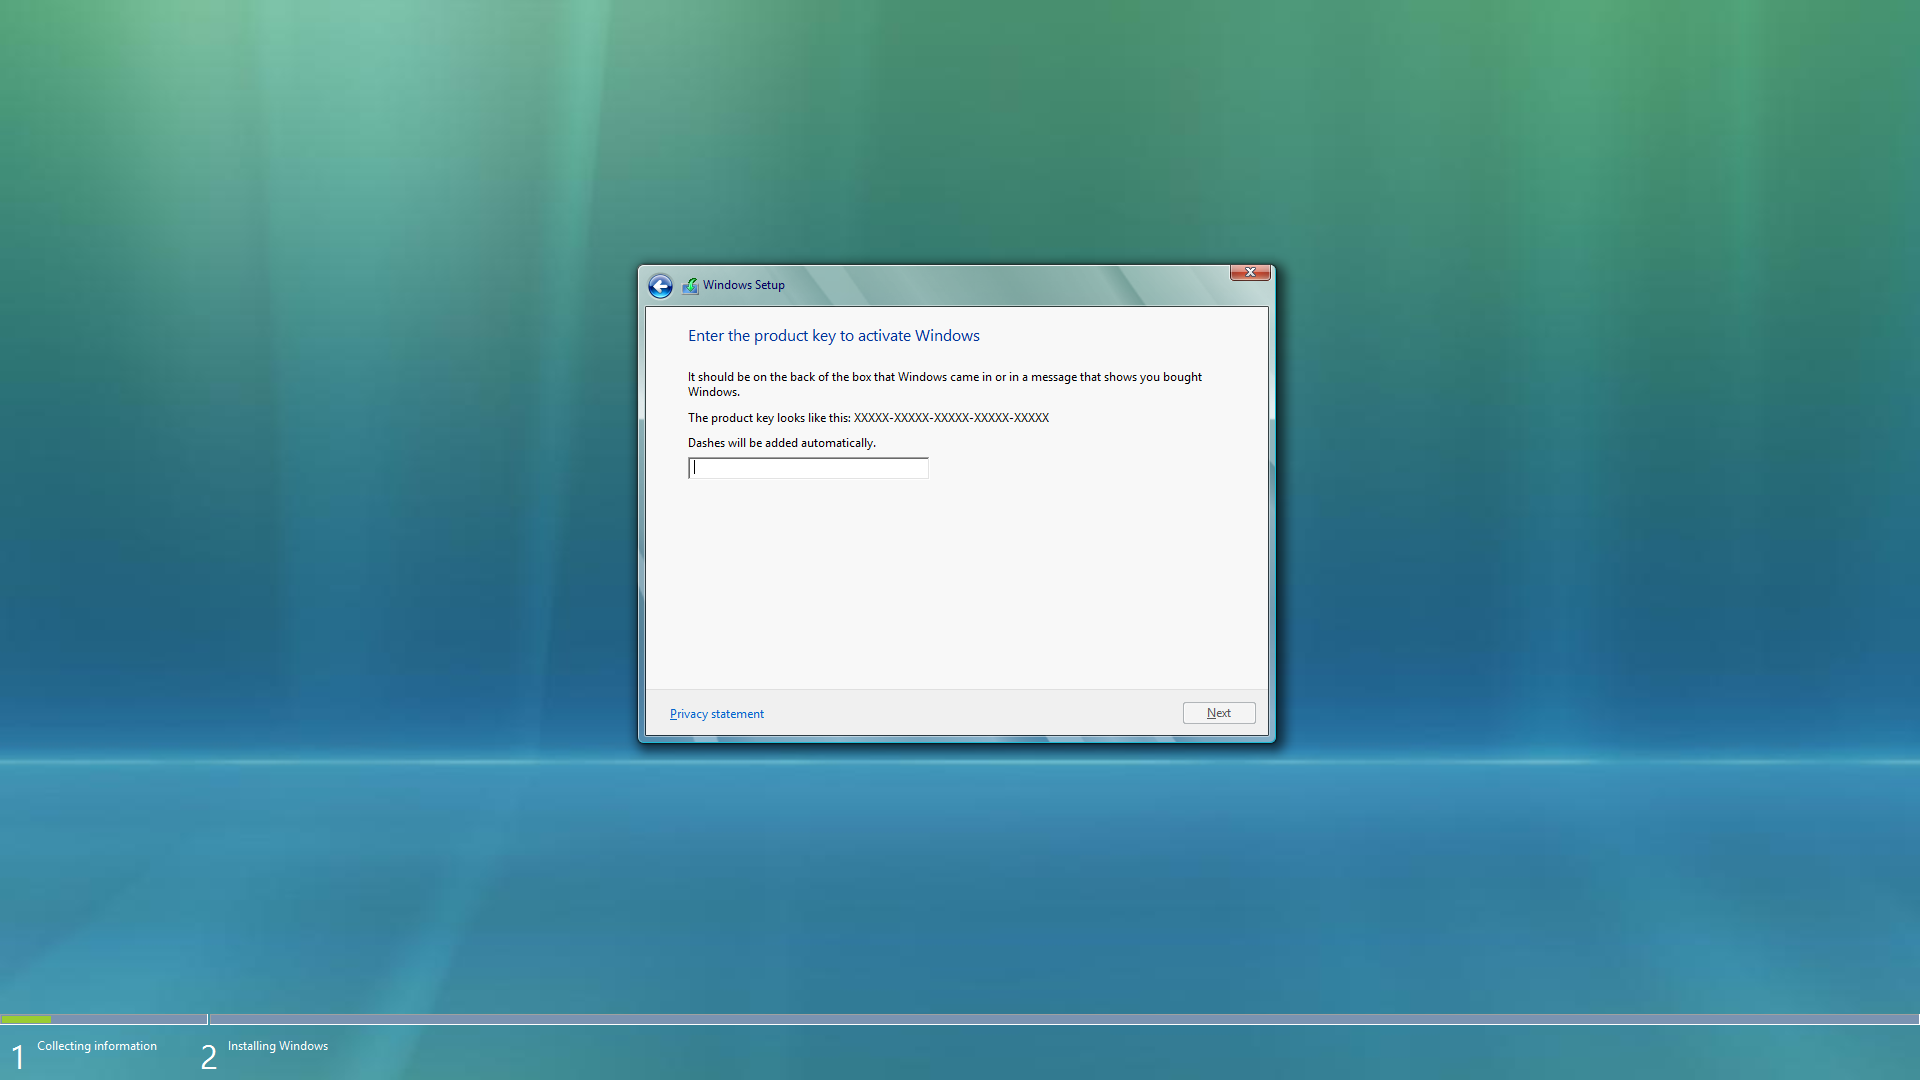 Windows Setup
Enter the product key to activate Windows
It should be on the back of the box that Windows came in or in a message that shows you bought
Windows.
The product key looks like this: XXXXX-XXXXX-XXXXX-XXXXX-XXXXX
Dashes will be added automatically.
Privacy statement
Next
1 Collecting information
2 Installing Windows